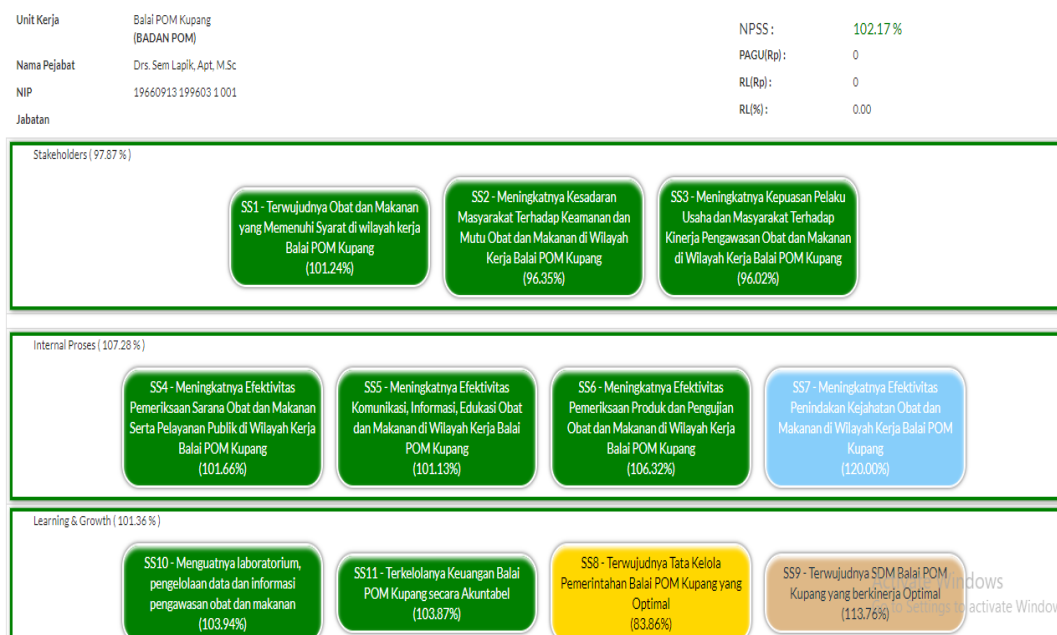 Unit Kerja
Balai POM Kupang
(BADAN POM)
Nama Pejabat
Drs. Sem Lapik, Apt, M.Sc
NIP
19660913 199603 1 001
Jabatan
NPSS :
102.17 %
PAGU(Rp) :
0
RL(Rp) :
0
RL(%) :
0.00
Stakeholders ( 97.87 % )
SS1 - Terwujudnya Obat dan Makanan
yang Memenuhi Syarat di wilayah kerja
Balai POM Kupang
(101.24%)
SS2 - Meningkatnya Kesadaran
Masyarakat Terhadap Keamanan dan
Mutu Obat dan Makanan di Wilayah
Kerja Balai POM Kupang
(96.35%)
SS3 - Meningkatnya Kepuasan Pelaku
Usaha dan Masyarakat Terhadap
Kinerja Pengawasan Obat dan Makanan
di Wilayah Kerja Balai POM Kupang
(96.02%)
Internal Proses ( 107.28 % )
SS4 - Meningkatnya Efektivitas
Pemeriksaan Sarana Obat dan Makanan
Serta Pelayanan Publik di Wilayah Kerja
Balai POM Kupang
(101.66%)
SS5 - Meningkatnya Efektivitas
Komunikasi, Informasi, Edukasi Obat
dan Makanan di Wilayah Kerja Balai
POM Kupang
(101.13%)
SS6 - Meningkatnya Efektivitas
Pemeriksaan Produk dan Pengujian
Obat dan Makanan di Wilayah Kerja
Balai POM Kupang
(106.32%)
SS7 - Meningkatnya Efektivitas
Penindakan Kejahatan Obat dan
Makanan di Wilayah Kerja Balai POM
Kupang
(120.00%)
Learning & Growth ( 101.36 % )
SS10 - Menguatnya laboratorium,
pengelolaan data dan informasi
pengawasan obat dan makanan
(103.94%)
SS11 - Terkelolanya Keuangan Balai
POM Kupang secara Akuntabel
(103.87%)
SS8 - Terwujudnya Tata Kelola
Pemerintahan Balai POM Kupang yang
Optimal
(83.86%)
SS9 - Terwujudnya SDM Balai POM
Kupang yang berkinerja Optimal
(113.76%)
Activate Windows
to Settings to activate Window